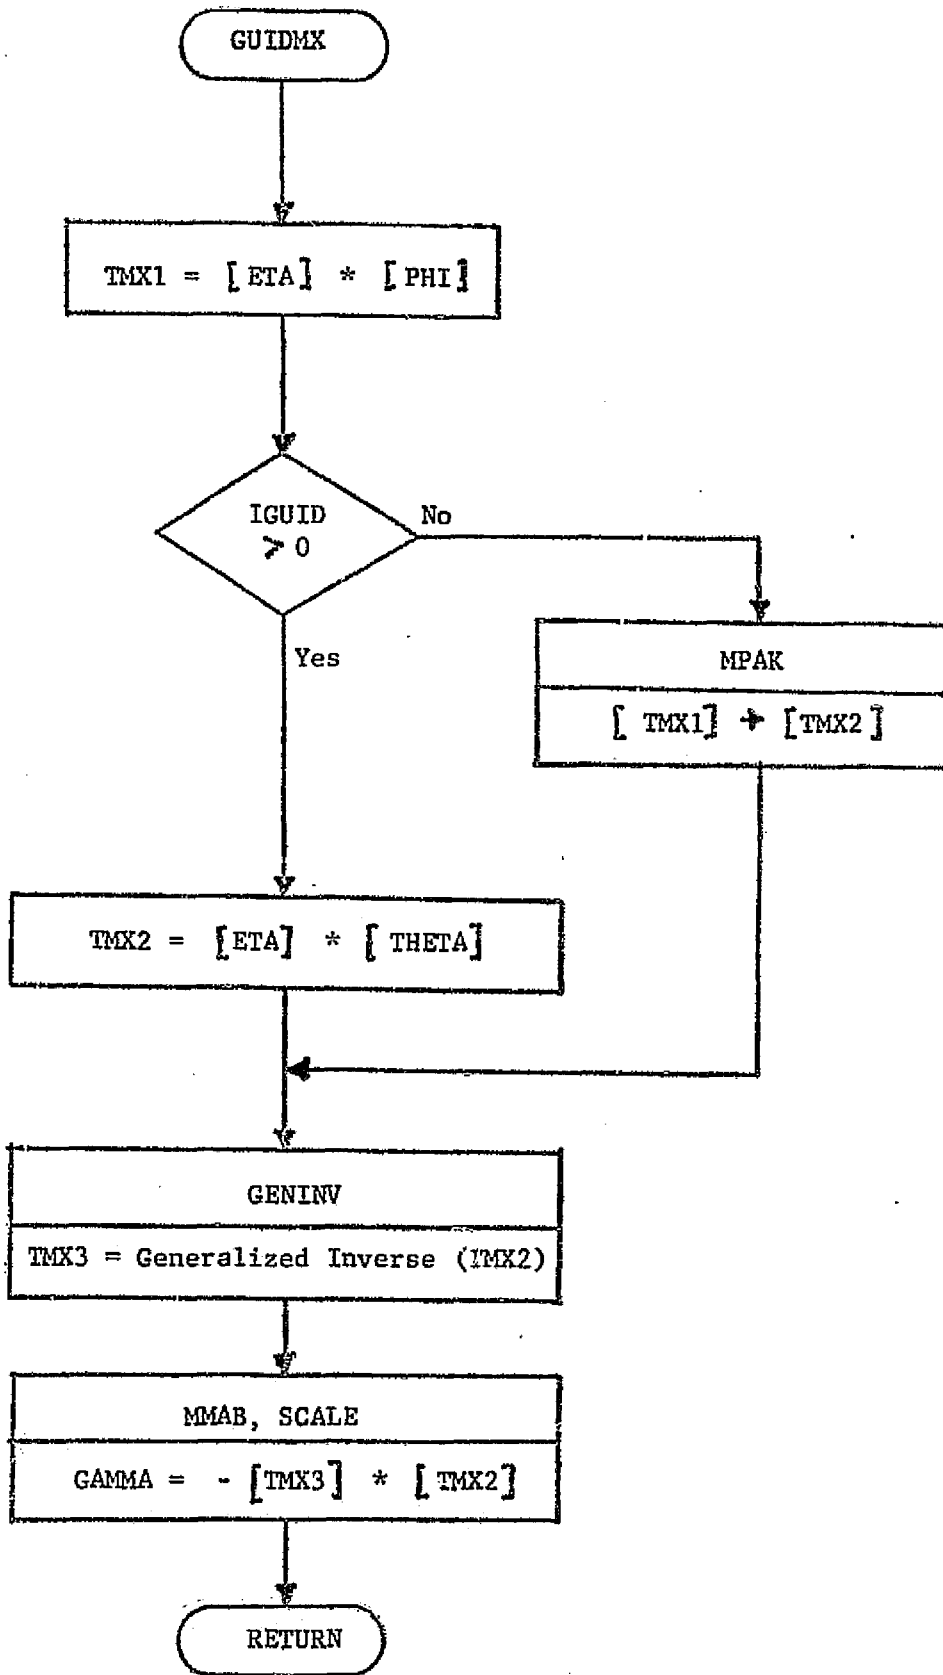 GUIDMX
TMX1 = [ETA] * [PHI]
IGUID
> 0
No
Yes
MPAK
[TMX1] → [TMX2]
TMX2 = [ETA] * [THETA]
GENINV
TMX3 = Generalized Inverse (TMX2)
MMAB, SCALE
GAMMA = - [TMX3] * [TMX2]
RETURN